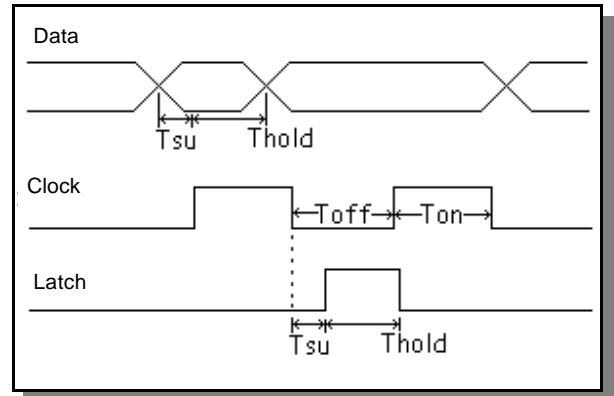 Data
Tsu Thold
Clock
Toff Ton
Latch
Tsu Thold